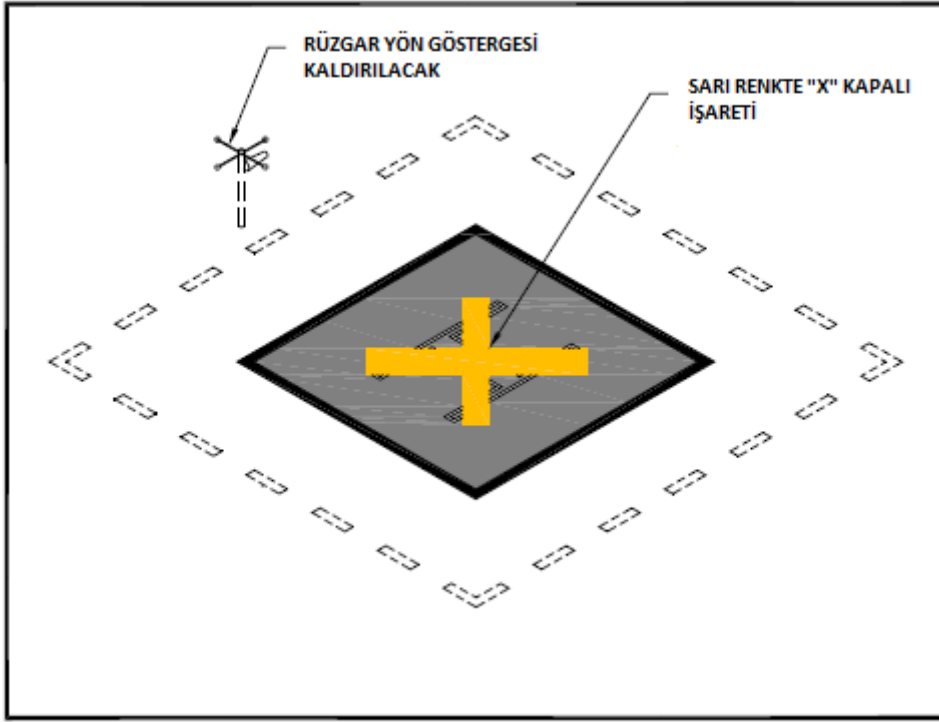 RÜZGAR YÖN GÖSTERGESİ
KALDIRILACAK
SARI RENKTE "X" KAPALI
İŞARETİ